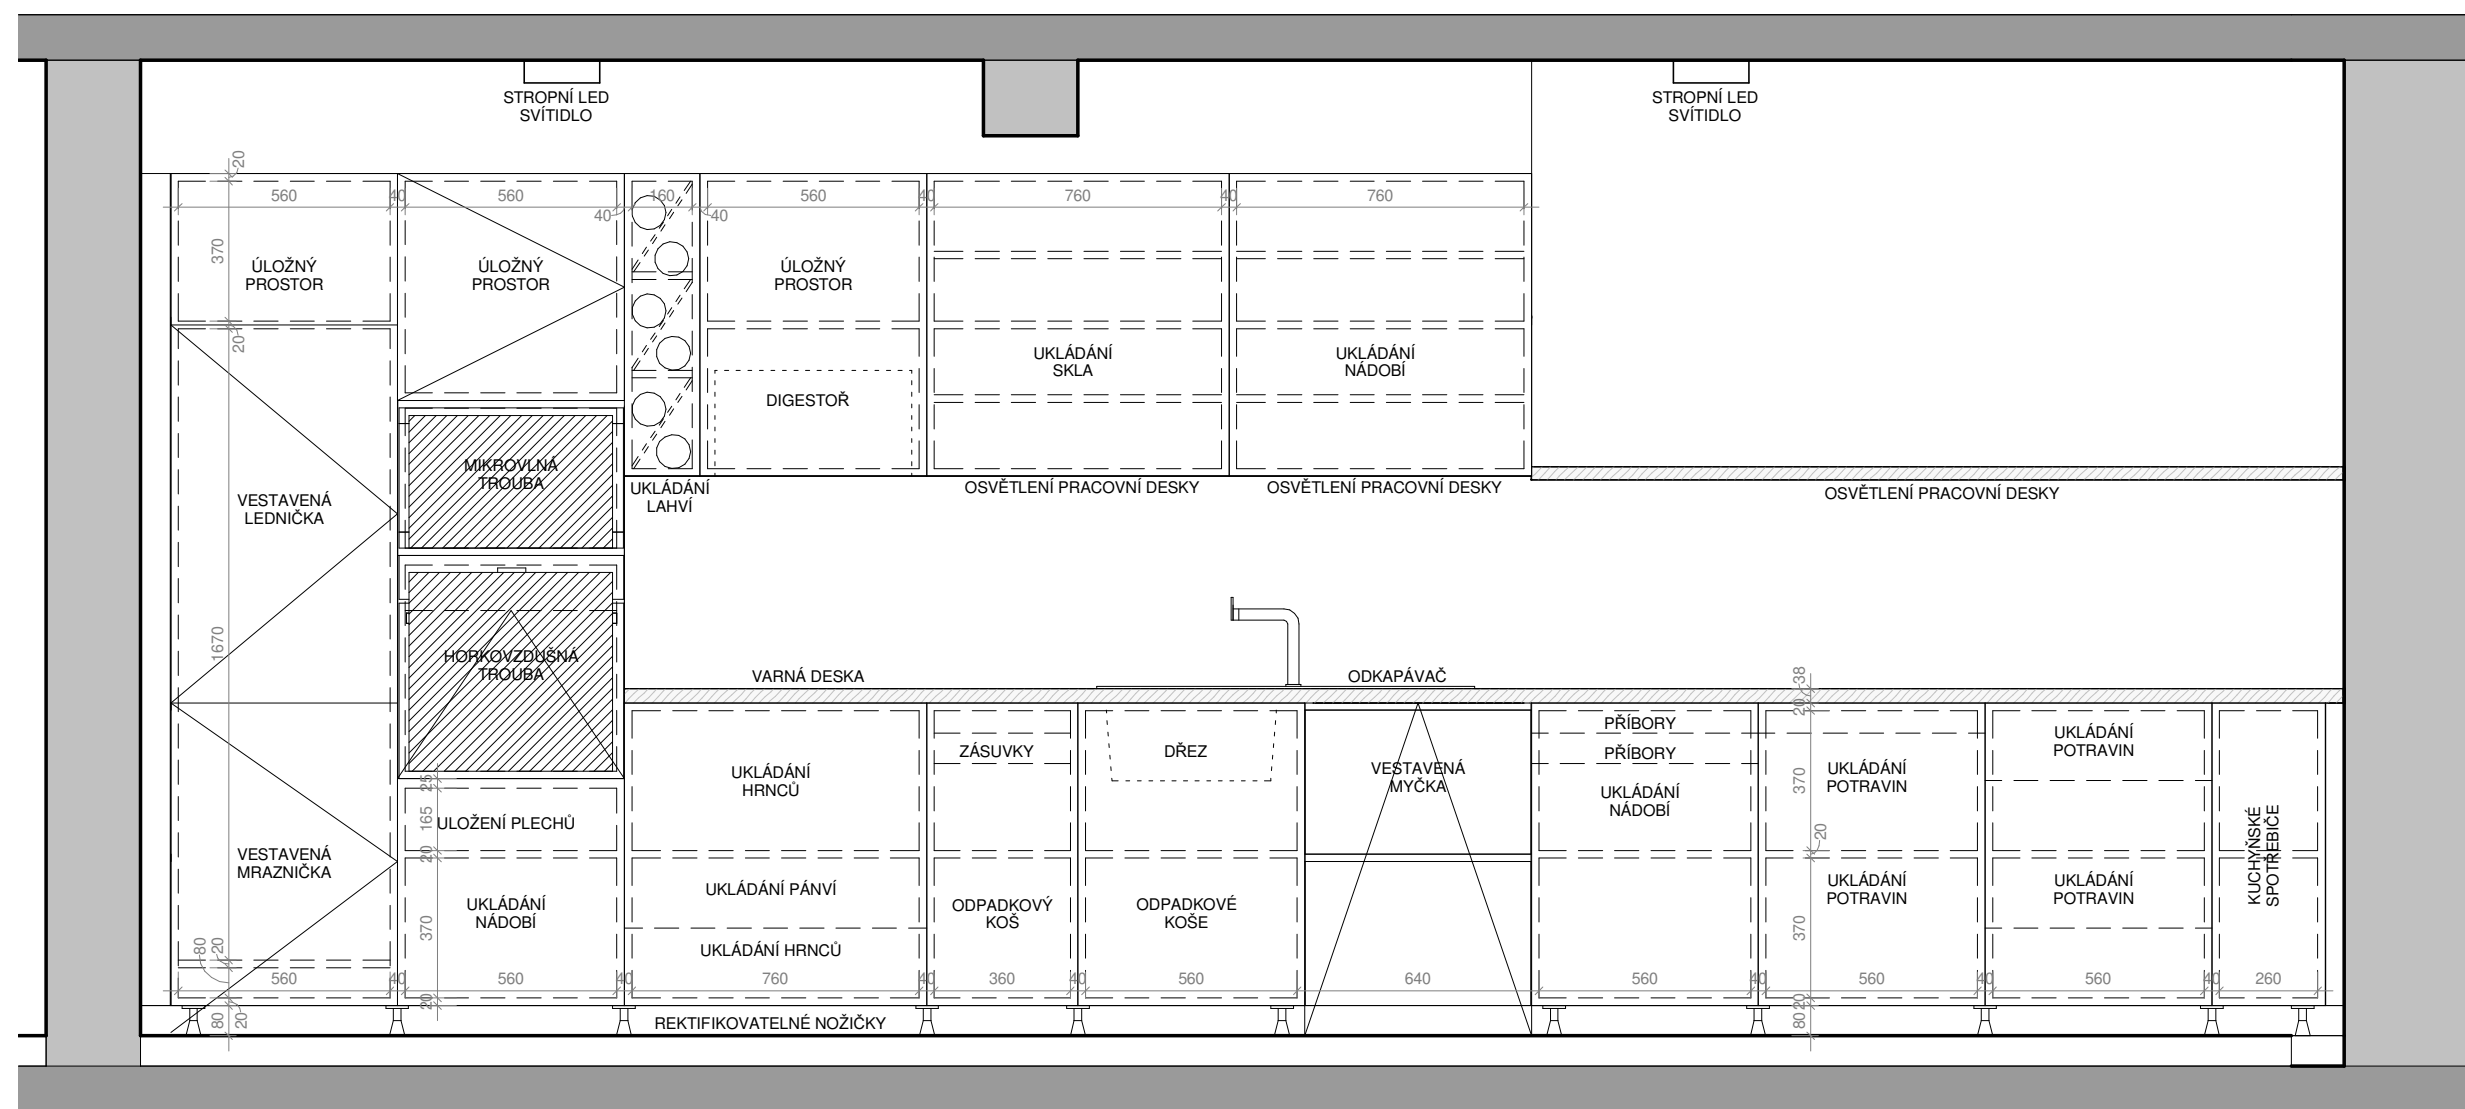 STROPNÍ LED
SVÍTIDLO
STROPNÍ LED
SVÍTIDLO
20
560
40
560
40
160
40
560
40
760
40
760
370
ÚLOŽNÝ
PROSTOR
ÚLOŽNÝ
PROSTOR
ÚLOŽNÝ
PROSTOR
20
UKLÁDÁNÍ
SKLA
UKLÁDÁNÍ
NÁDOBÍ
DIGESTOŘ
MIKROVLNÁ
TROUBA
UKLÁDÁNÍ
LAHVÍ
OSVĚTLENÍ PRACOVNÍ DESKY
OSVĚTLENÍ PRACOVNÍ DESKY
OSVĚTLENÍ PRACOVNÍ DESKY
VESTAVENÁ
LEDNIČKA
1670
HORKOVZDUŠNÁ
TROUBA
VARNÁ DESKA
ODKAPÁVAČ
38
20
PŘÍBORY
PŘÍBORY
ZÁSUVKY
DŘEZ
UKLÁDÁNÍ
HRNCŮ
VESTAVENÁ
MYČKA
UKLÁDÁNÍ
NÁDOBÍ
370
UKLÁDÁNÍ
POTRAVIN
UKLÁDÁNÍ
POTRAVIN
25
165
ULOŽENÍ PLECHŮ
20
20
VESTAVENÁ
MRAZNIČKA
UKLÁDÁNÍ
NÁDOBÍ
370
UKLÁDÁNÍ PÁNVÍ
UKLÁDÁNÍ HRNCŮ
ODPADKOVÝ
KOŠ
ODPADKOVÉ
KOŠE
370
UKLÁDÁNÍ
POTRAVIN
UKLÁDÁNÍ
POTRAVIN
KUCHYŇSKÉ
SPOTŘEBIČE
80
20
560
40
560
40
760
40
360
40
560
640
560
40
560
40
560
40
260
80
20
20
REKTIFIKOVATELNÉ NOŽIČKY
80
20